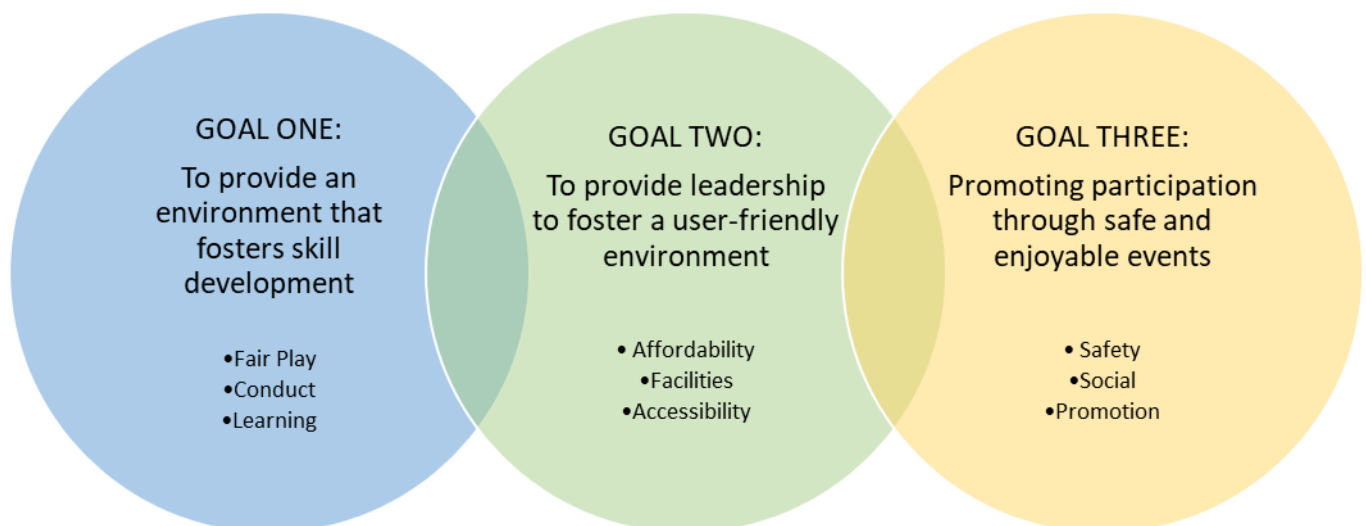 GOAL ONE:
To provide an
environment that
fosters skill
development
•Fair Play
•Conduct
•Learning
GOAL TWO:
To provide leadership
to foster a user-friendly
environment
• Affordability
•Facilities
•Accessibility
GOAL THREE:
Promoting participation
through safe and
enjoyable events
• Safety
•Social
•Promotion